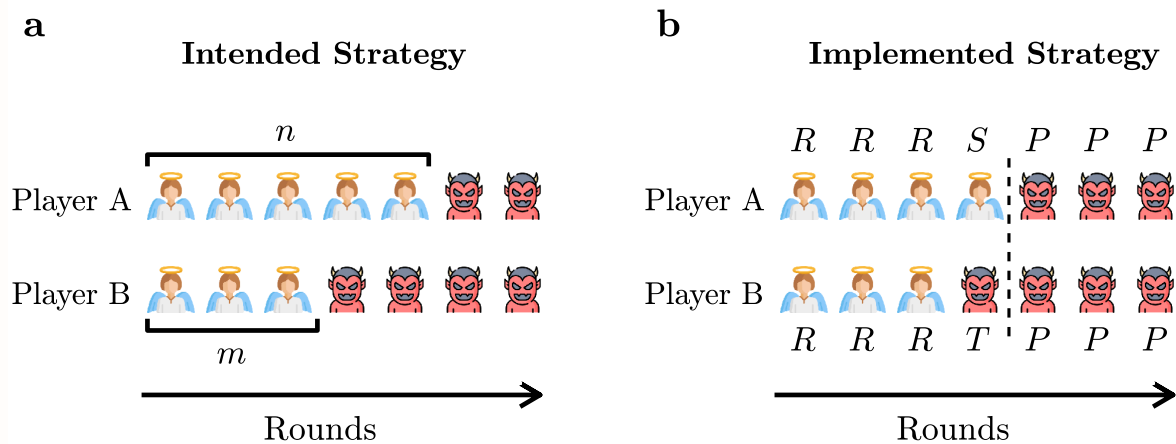 a
Intended Strategy
n
Player A
Player B
m
Rounds
b
Implemented Strategy
R R R S P P P
Player A
Player B
R R R T P P P
Rounds